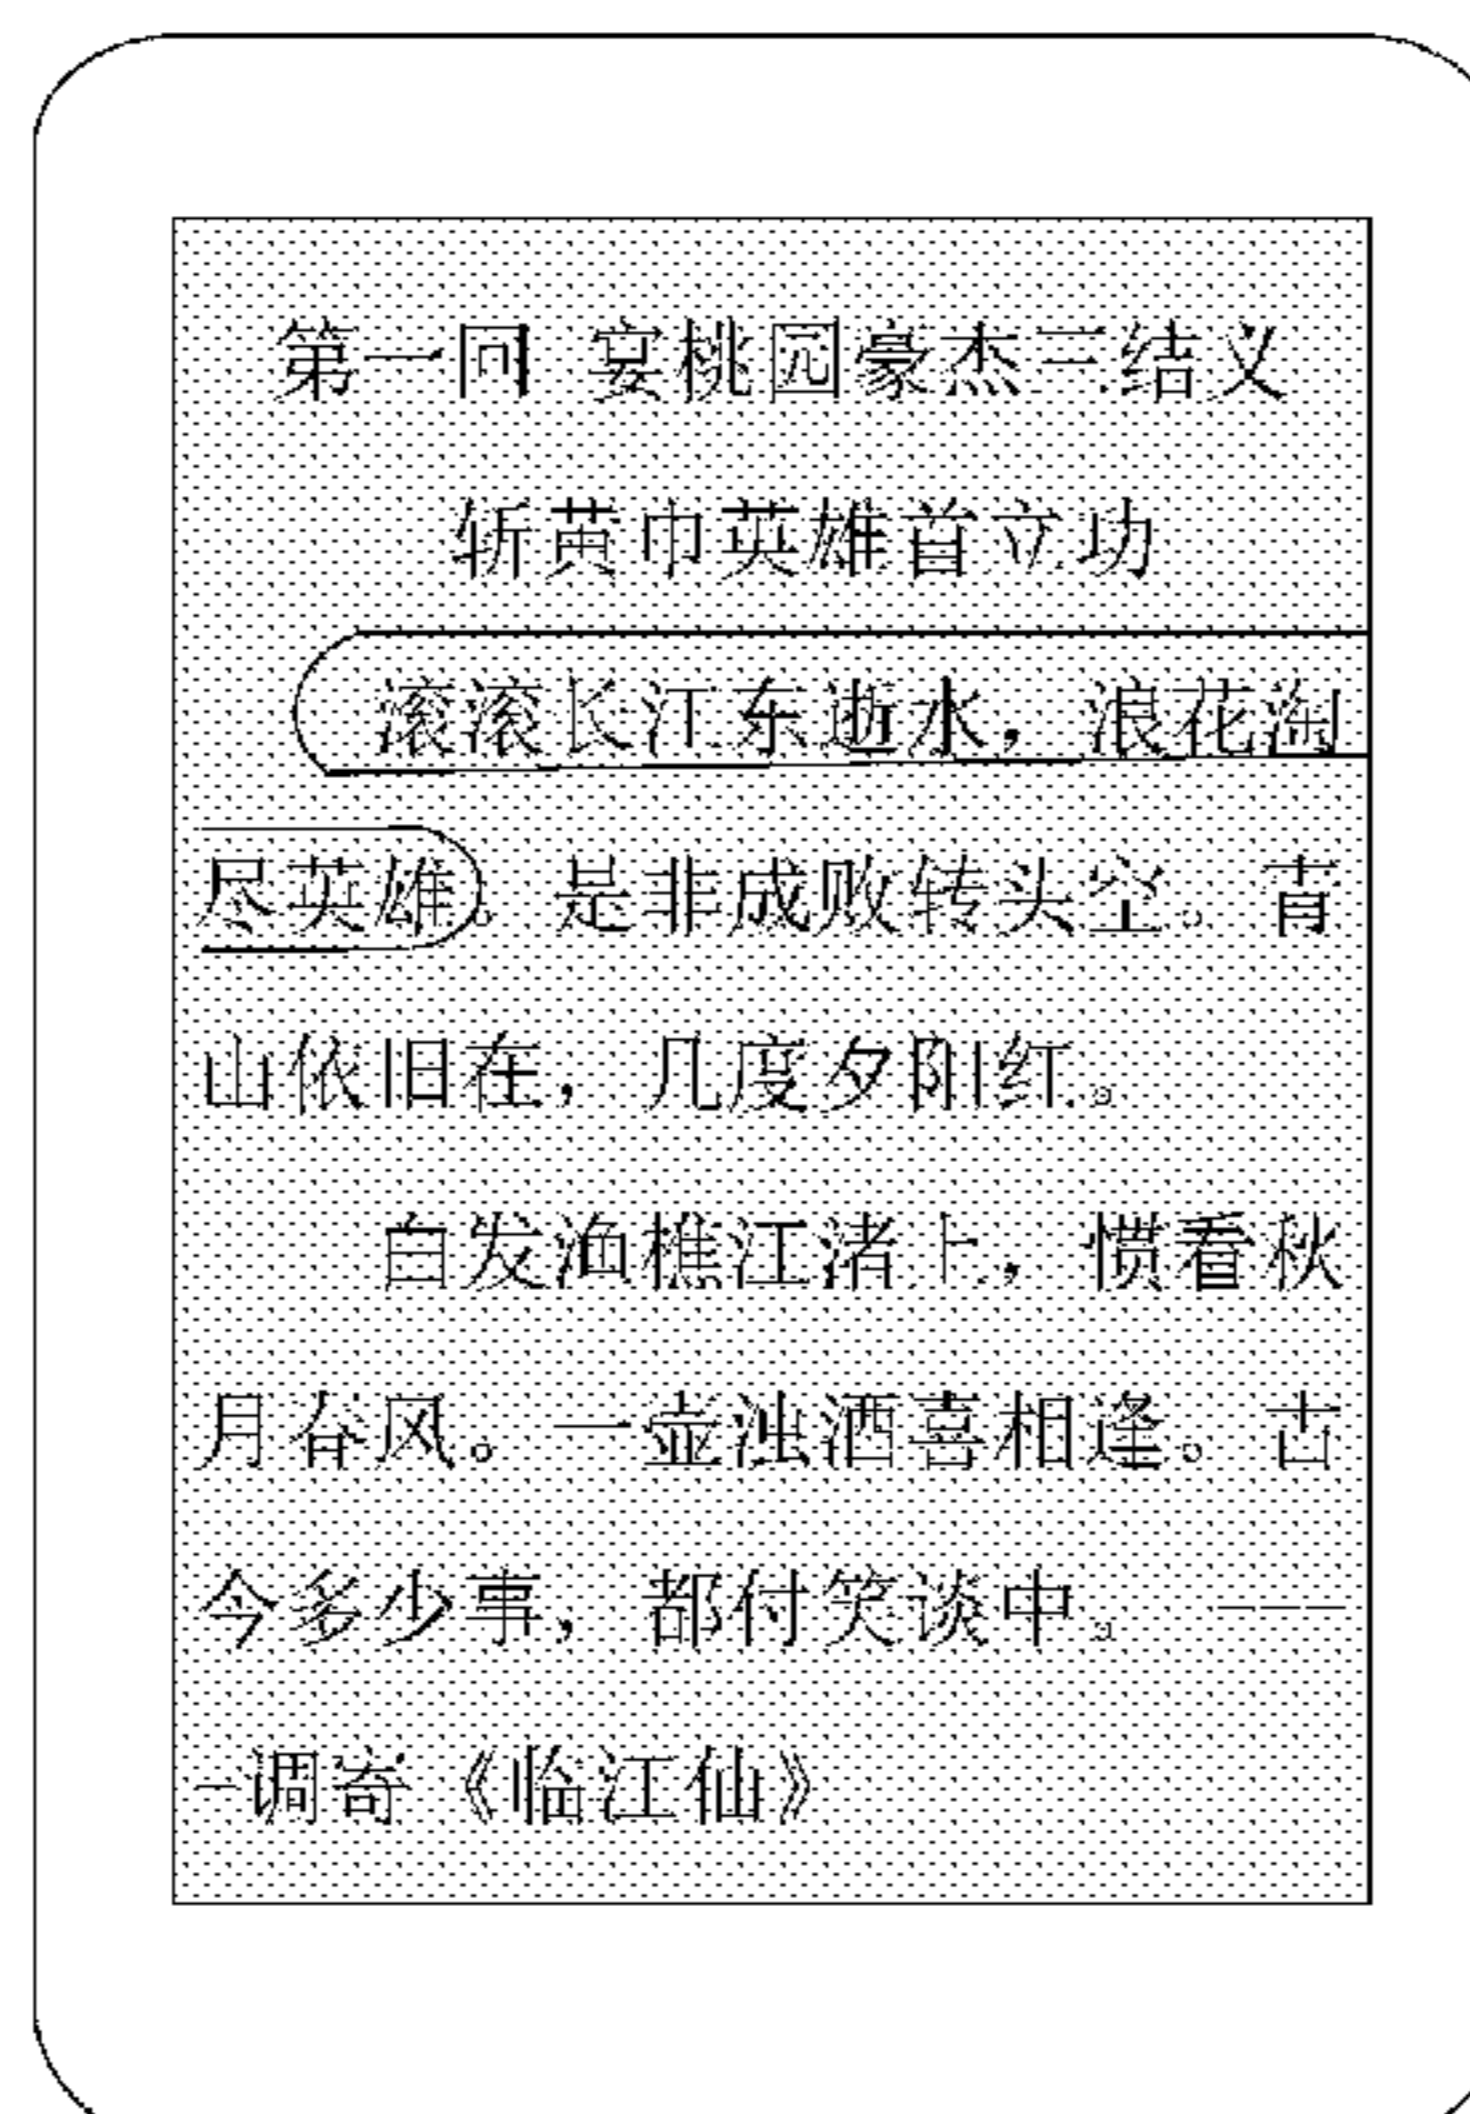 第一回 宴桃园豪杰三结义
斩黄巾英雄首立功
滚滚长江东逝水，浪花淘
尽英雄。是非成败转头空。青
山依旧在，几度夕阳红。
白发渔樵江渚上，惯看秋
月春风。一壶浊酒喜相逢。古
今多少事，都付笑谈中。 ---
-调寄《临江仙》